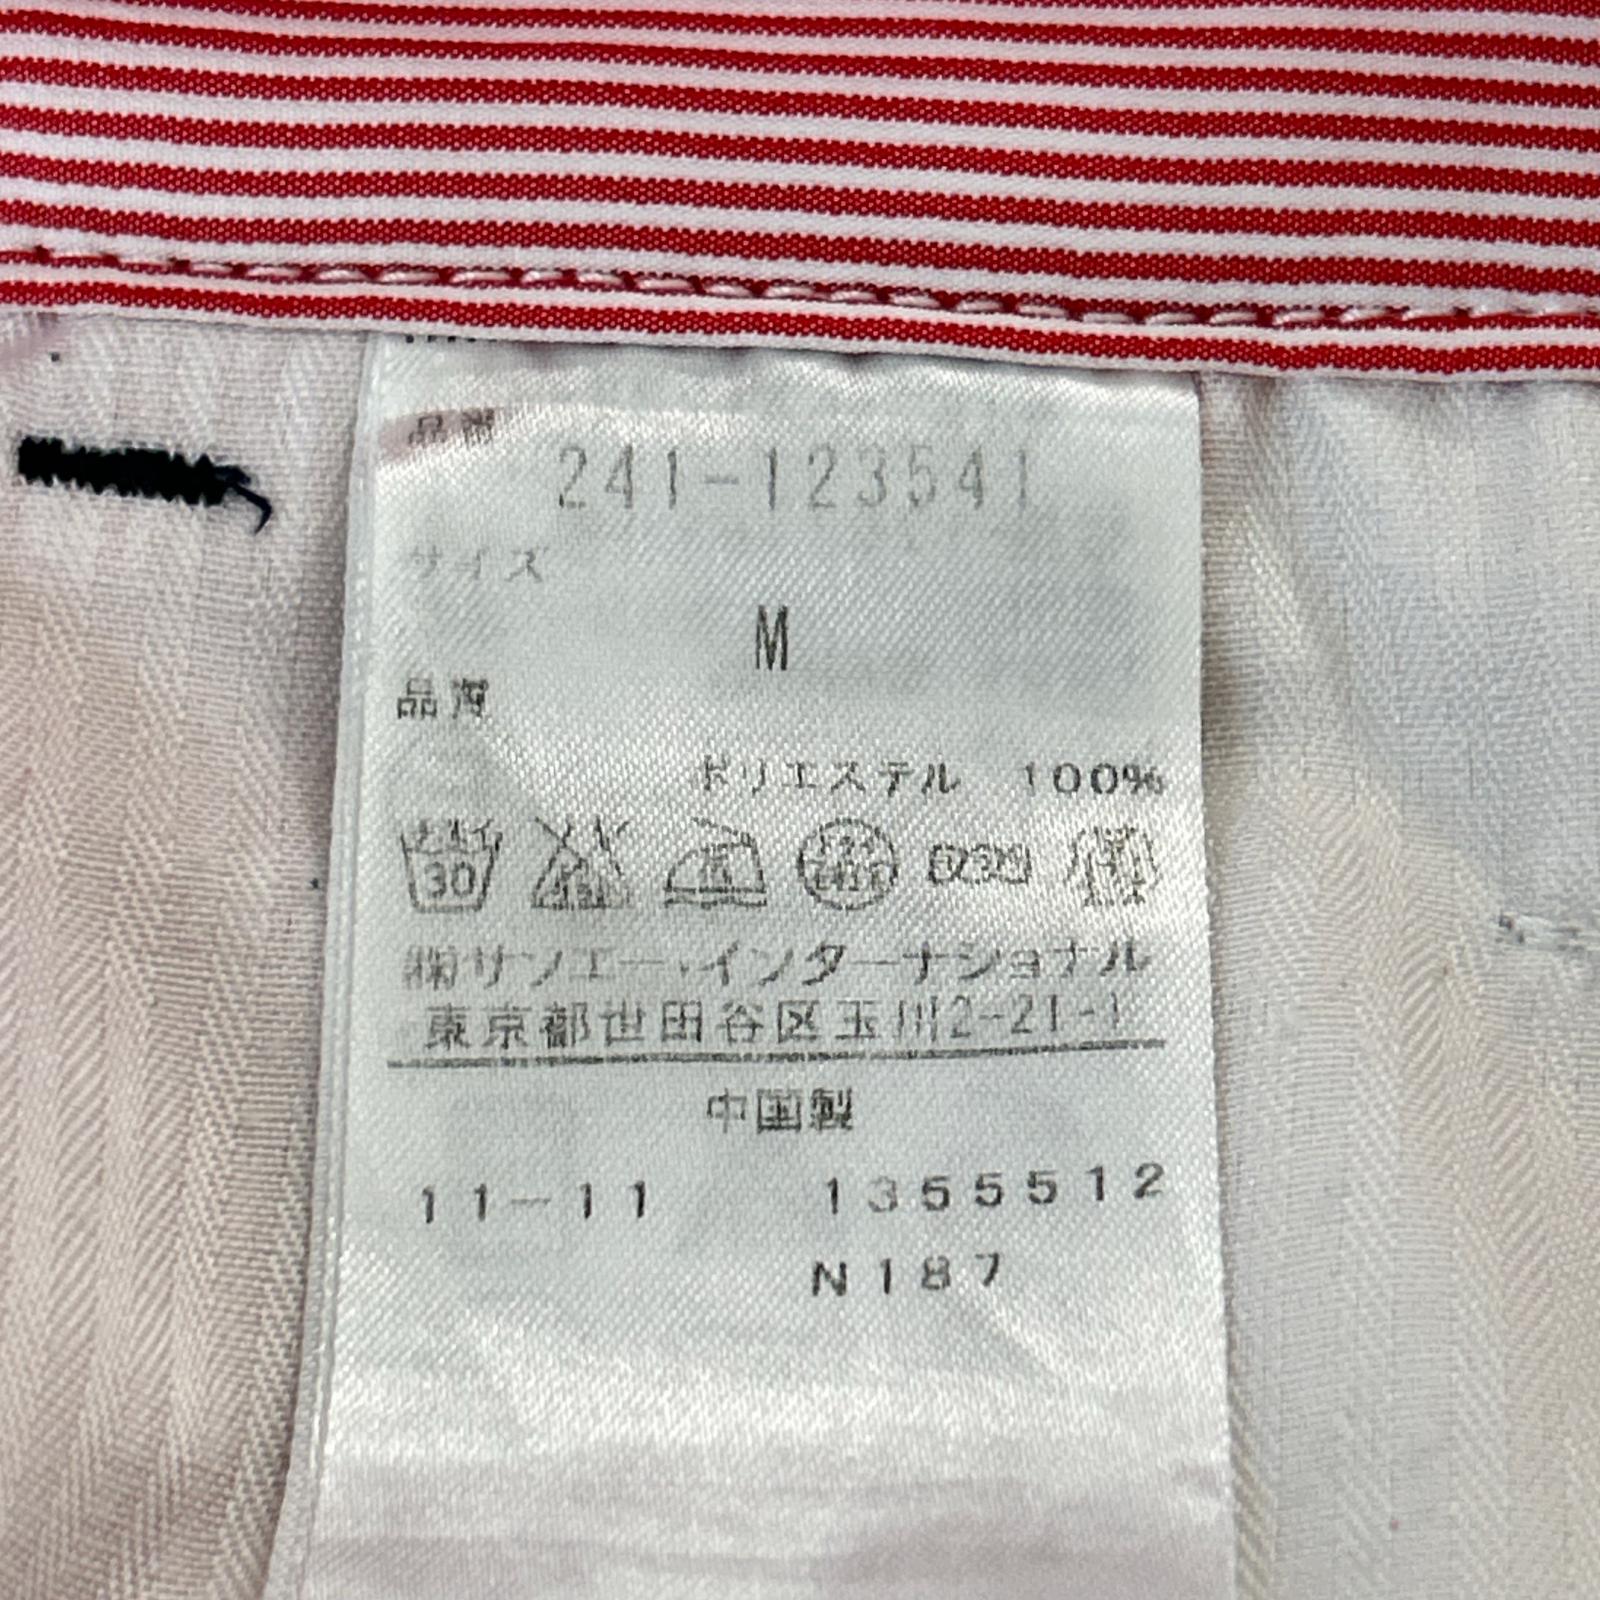 品番
241-123541
サイズ
M
品質
ポリエステル 100%
30
㈱サンエー・インターナショナル
東京都世田谷区玉川2-21-1
中国製
11-11 1355512
N187